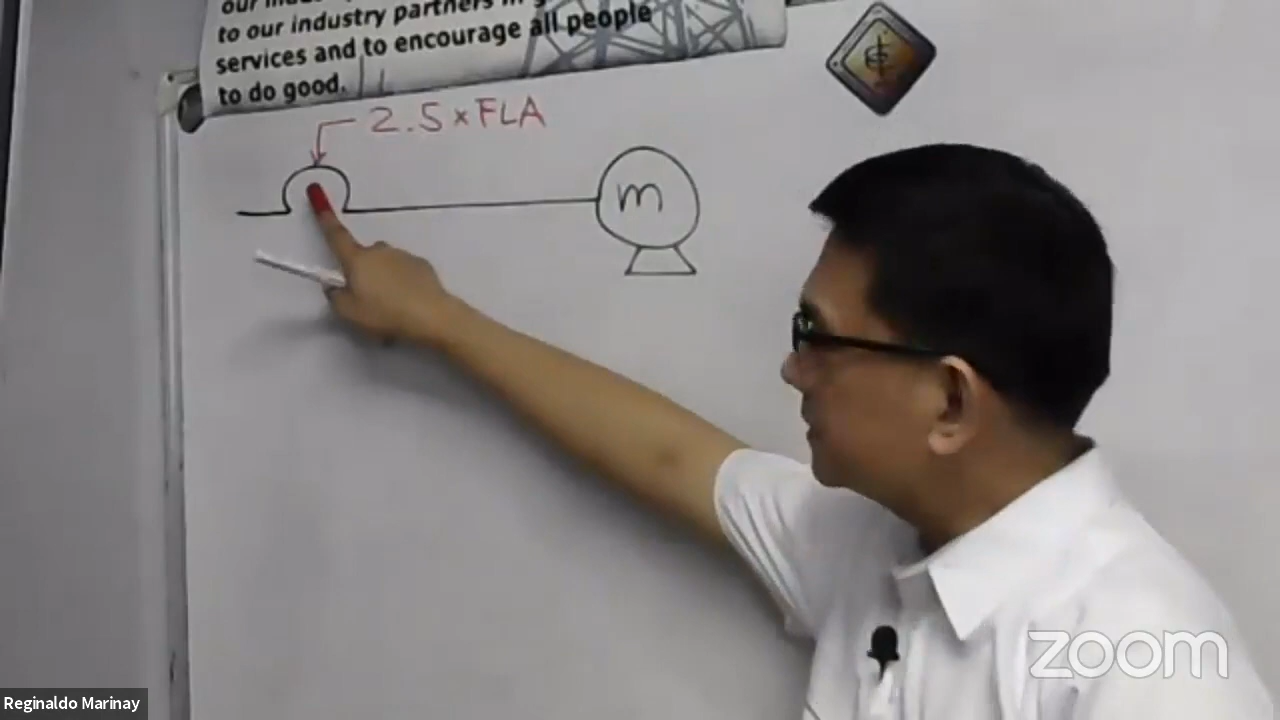 to our industry partners in
services and to encourage all people
to do good.
2.5 x FLA
m
zoom
Reginaldo Marinay